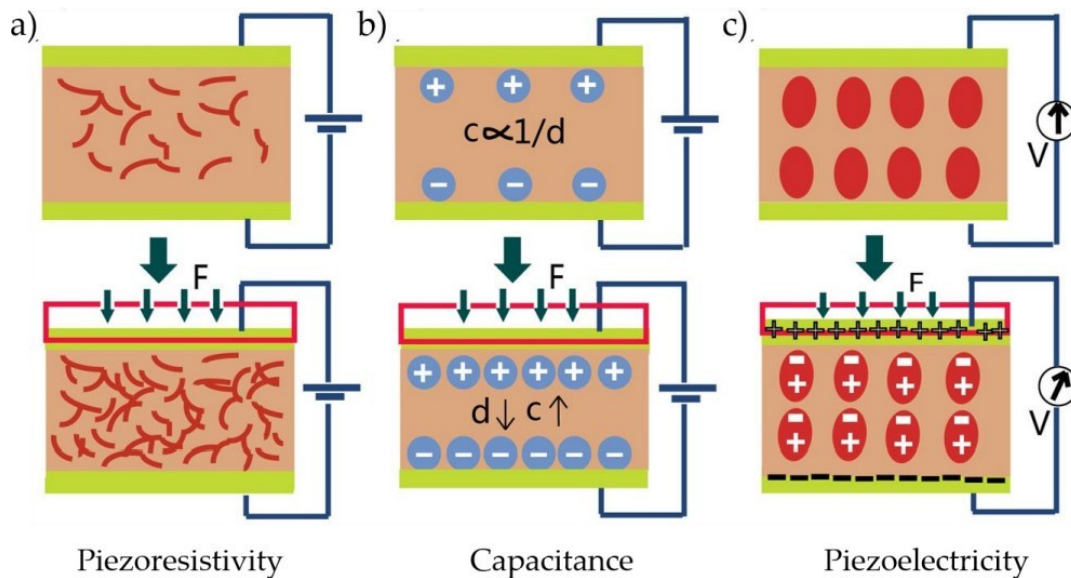 a)
b)
c)
c∝1/d
V
F
F
F
d↓ c↑
V
Piezoresistivity
Capacitance
Piezoelectricity